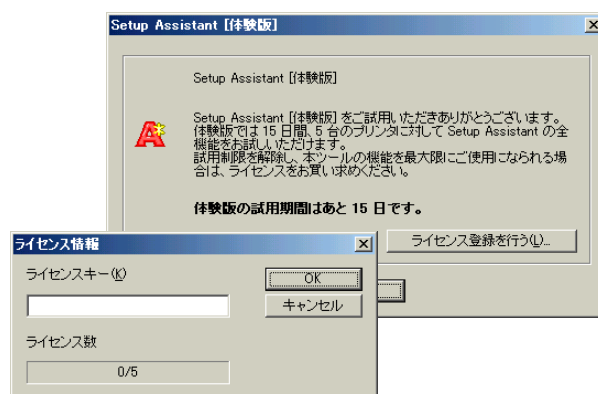 Setup Assistant [体験版]
Setup Assistant [体験版]
Setup Assistant [体験版] をご試用いただきありがとうございます。
体験版では 15 日間、5 台のプリンタに対して Setup Assistant の全
機能をお試しいただけます。
試用制限を解除し、本ツールの機能を最大限にご使用になられる場
合は、ライセンスをお買い求めください。
体験版の試用期間はあと 15 日です。
ライセンス登録を行う(L)...
ライセンス情報
ライセンスキー(K)
OK
キャンセル
ライセンス数
0/5